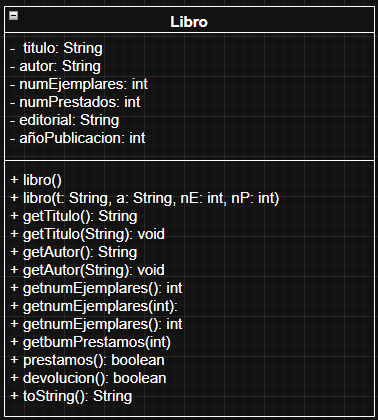 Libro
- titulo: String
- autor: String
- numEjemplares: int
- numPrestados: int
- editorial: String
- añoPublicacion: int
+ libro()
+ libro(t: String, a: String, nE: int, nP: int)
+ getTitulo(): String
+ getTitulo(String): void
+ getAutor(): String
+ getAutor(String): void
+ getnumEjemplares(): int
+ getnumEjemplares(int):
+ getnumEjemplares(): int
+ getbumPrestamos(int)
+ prestamos(): boolean
+ devolucion(): boolean
+ toString(): String